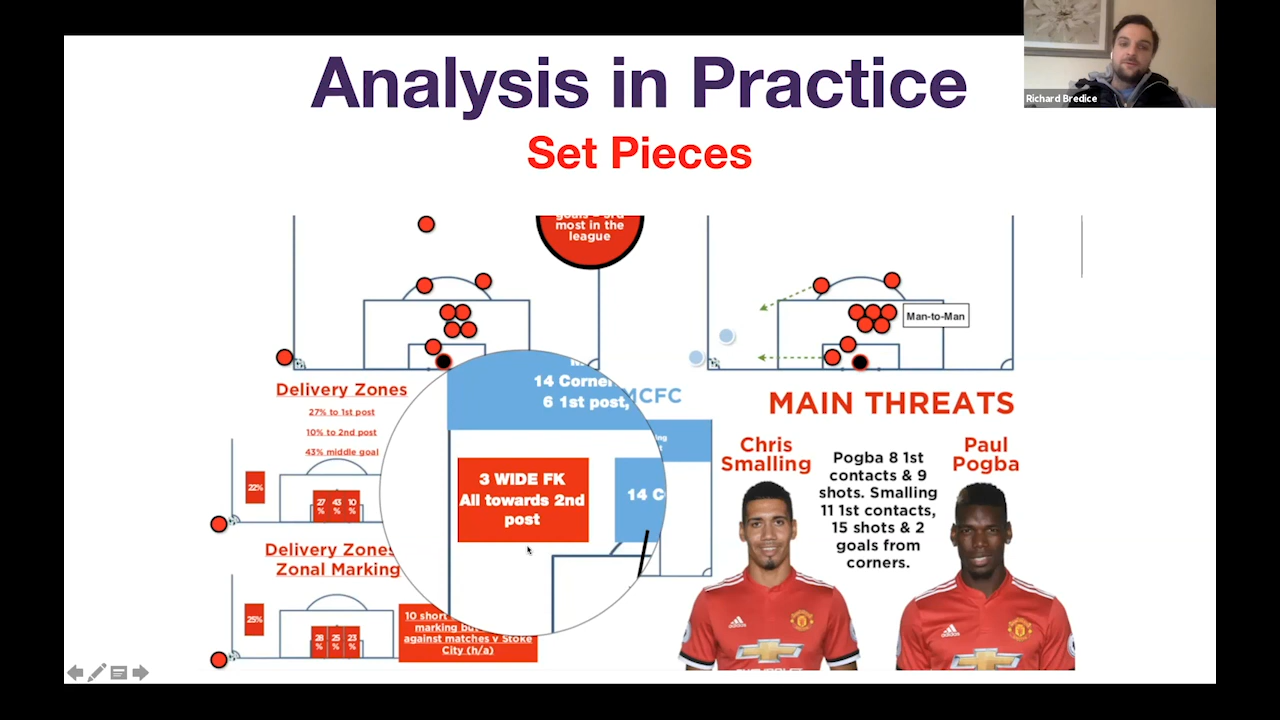 Analysis in Practice
Richard Bredice
Set Pieces
most in the
league
Man-to-Man
Delivery Zones
27% to 1st post
10% to 2nd post
43% middle goal
22%
27 % 43 % 10 %
Delivery Zones
Zonal Marking
25%
28 % 25 % 23 %
10 short
marking
against matches v Stoke
City (h/a)
14 Corner
6 1st post,
MCFC
3 WIDE FK
All towards 2nd
post
14 C
MAIN THREATS
Chris
Smalling
Pogba 8 1st
contacts & 9
shots. Smalling
11 1st contacts,
15 shots & 2
goals from
corners.
Paul
Pogba